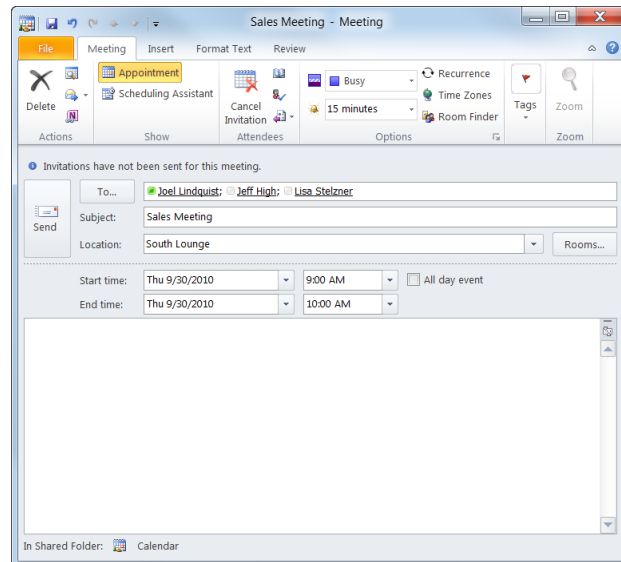 Sales Meeting - Meeting
File Meeting Insert Format Text Review
Delete
Actions
Appointment
Scheduling Assistant
Show
Cancel
Invitation
Attendees
Busy
15 minutes
Recurrence
Time Zones
Room Finder
Options
Tags
Zoom
Zoom
Invitations have not been sent for this meeting.
Send
To... Joel Lindquist; Jeff High; Lisa Stelzner
Subject: Sales Meeting
Location: South Lounge Rooms...
Start time: Thu 9/30/2010 9:00 AM All day event
End time: Thu 9/30/2010 10:00 AM
In Shared Folder: Calendar